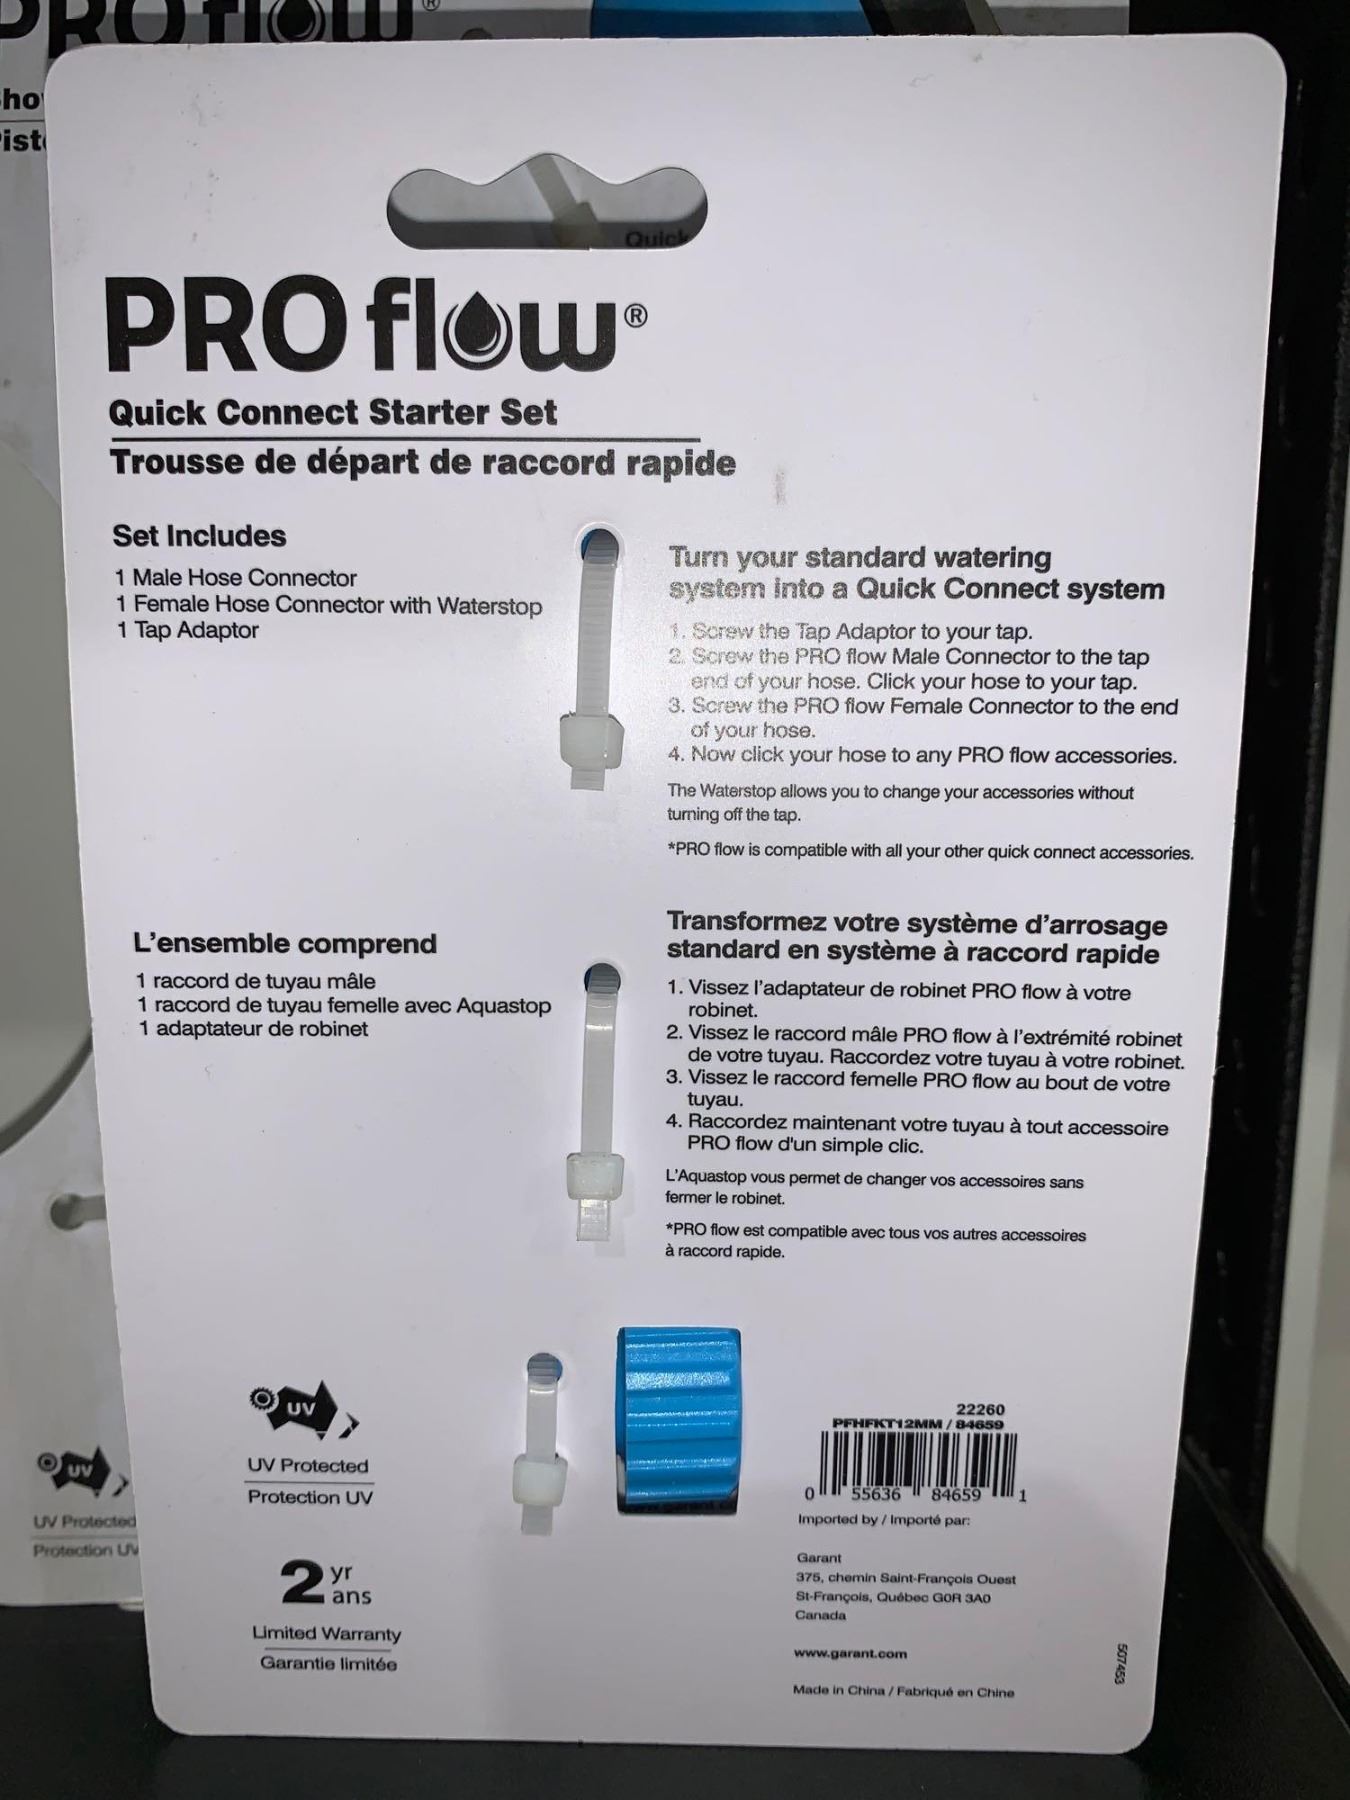 PROflow®
Quick
PROflow®
Quick Connect Starter Set
Trousse de départ de raccord rapide
Set Includes
1 Male Hose Connector
1 Female Hose Connector with Waterstop
1 Tap Adaptor
Turn your standard watering
system into a Quick Connect system
1. Screw the Tap Adaptor to your tap.
2. Screw the PRO flow Male Connector to the tap
end of your hose. Click your hose to your tap.
3. Screw the PRO flow Female Connector to the end
of your hose.
4. Now click your hose to any PRO flow accessories.
The Waterstop allows you to change your accessories without
turning off the tap.
*PRO flow is compatible with all your other quick connect accessories.
L'ensemble comprend
1 raccord de tuyau mâle
1 raccord de tuyau femelle avec Aquastop
1 adaptateur de robinet
Transformez votre système d'arrosage
standard en système à raccord rapide
1. Vissez l'adaptateur de robinet PRO flow à votre
robinet.
2. Vissez le raccord mâle PRO flow à l'extrémité robinet
de votre tuyau. Raccordez votre tuyau à votre robinet.
3. Vissez le raccord femelle PRO flow au bout de votre
tuyau.
4. Raccordez maintenant votre tuyau à tout accessoire
PRO flow d'un simple clic.
L'Aquastop vous permet de changer vos accessoires sans
fermer le robinet.
*PRO flow est compatible avec tous vos autres accessoires
à raccord rapide.
UV
UV Protected
Protection UV
2 yr
ans
Limited Warranty
Garantie limitée
22260
PFHFKT12MM / 84659
0 55636 84659 1
Imported by / Importé par:
Garant
375, chemin Saint-François Ouest
St-François, Québec G0R 3A0
Canada
www.garant.com
Made in China / Fabriqué en Chine
507453
UV
UV Protected
Protection UV